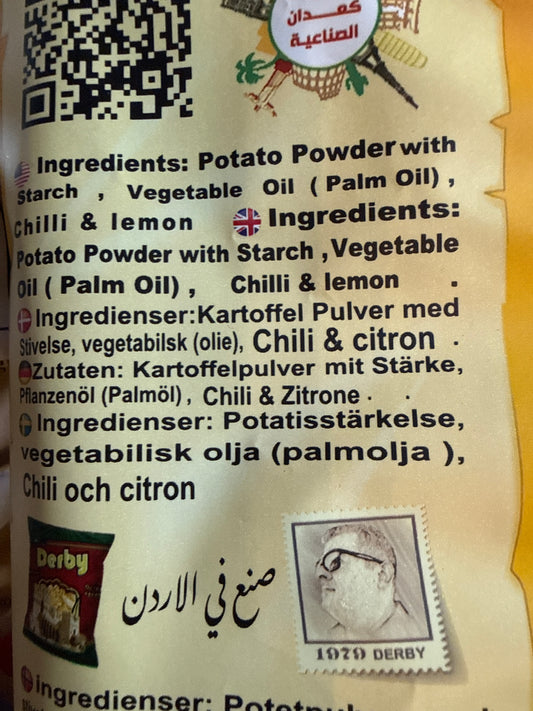 كعدان
الصناعية
Ingredients: Potato Powder with
Starch , Vegetable Oil ( Palm Oil) ,
Chilli & lemon Ingredients:
Potato Powder with Starch ,Vegetable
Oil ( Palm Oil) , Chilli & lemon .
Ingredienser:Kartoffel Pulver med
Stivelse, vegetabilsk (olie), Chili & citron .
Zutaten: Kartoffelpulver mit Stärke,
Pflanzenöl (Palmöl) , Chili & Zitrone . .
Ingredienser: Potatisstärkelse,
vegetabilisk olja (palmolja ),
Chili och citron
Derby
صنع في الاردن
1979 DERBY
ingredienser: